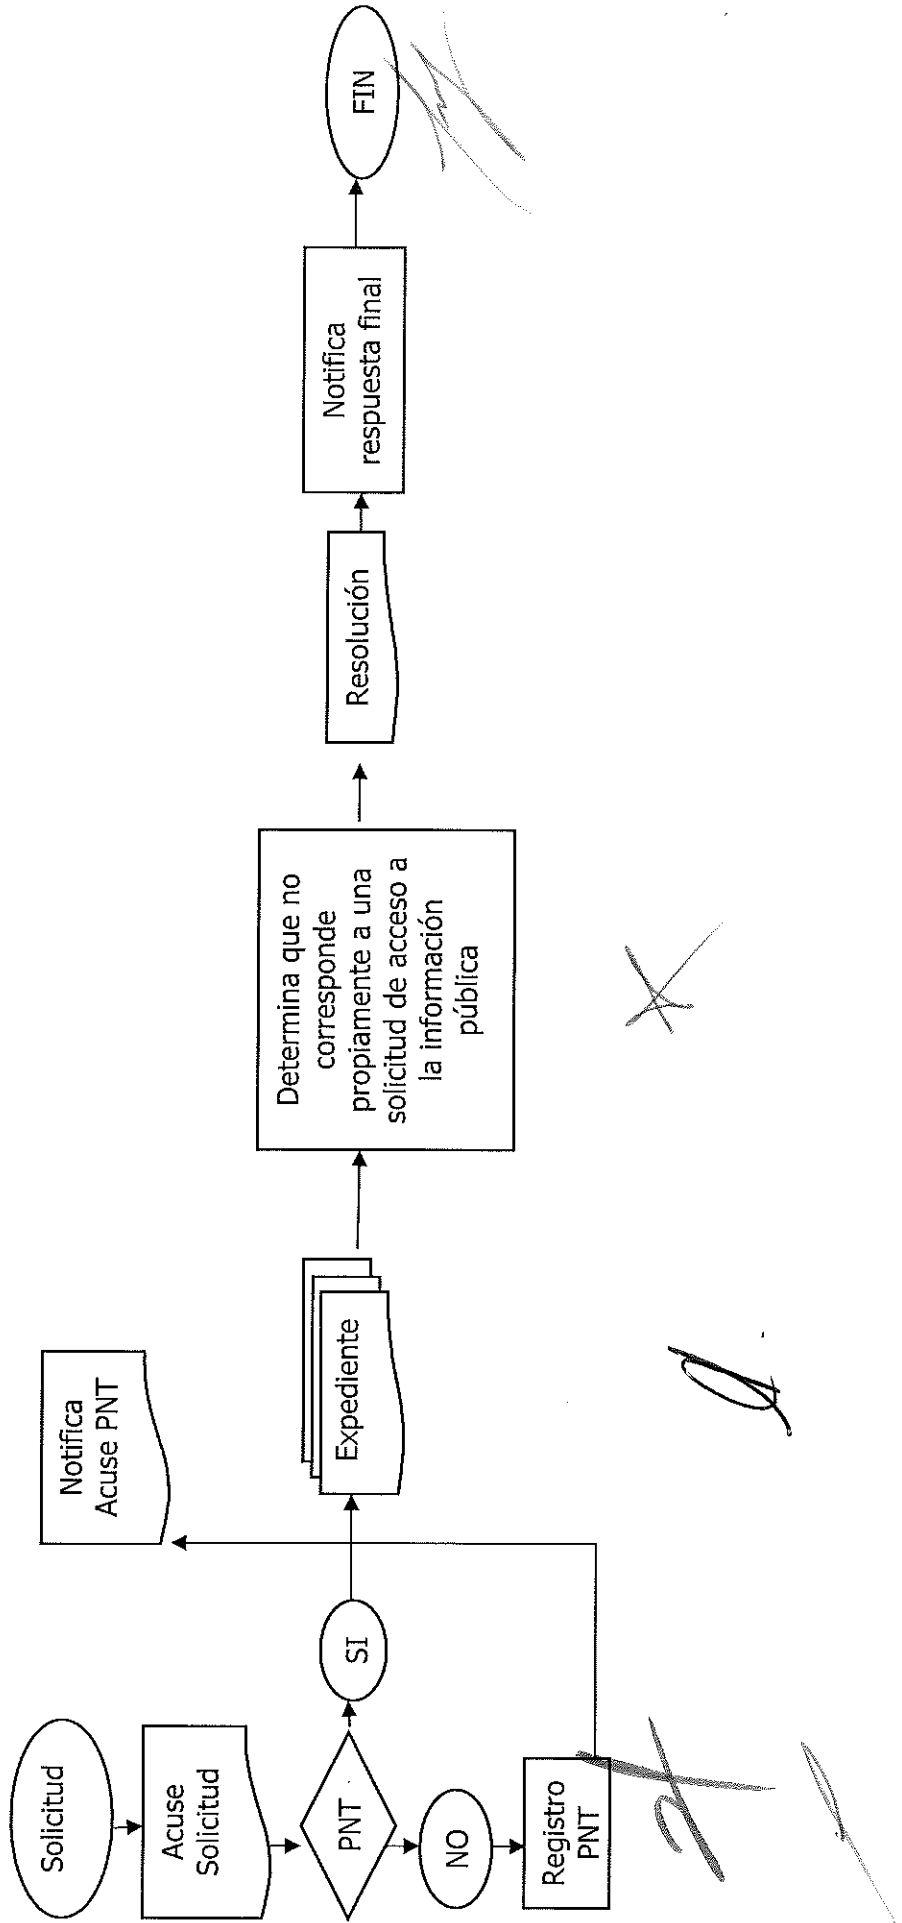 Solicitud
Acuse
Solicitud
PNT
SI
NO
Registro
PNT
Notifica
Acuse PNT
Expediente
Determina que no
corresponde
propiamente a una
solicitud de acceso a
la información
pública
Resolución
Notifica
respuesta final
FIN